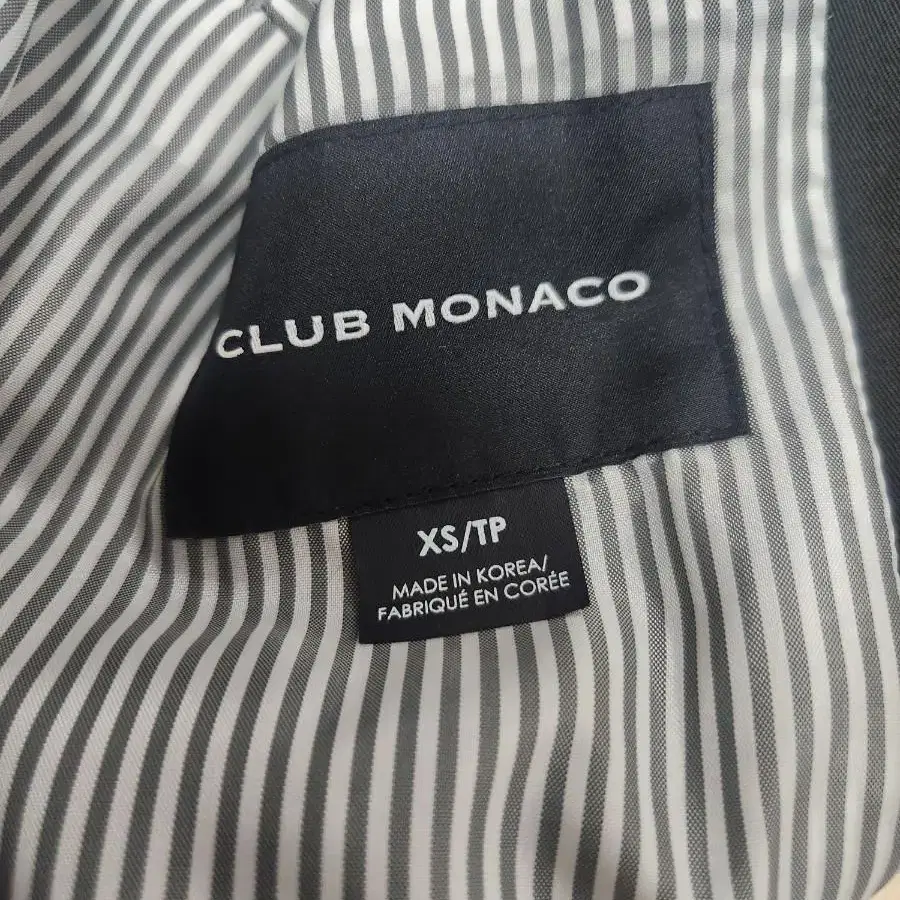 CLUB MONACO
XS/TP
MADE IN KOREA/
FABRIQUÉ EN CORÉE